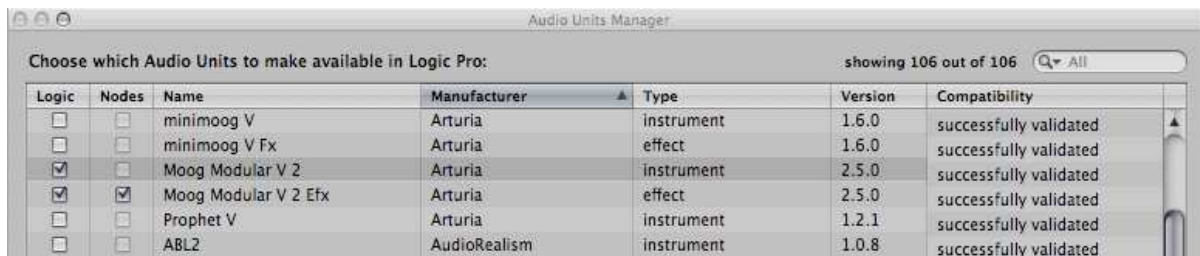 Audio Units Manager
Choose which Audio Units to make available in Logic Pro: showing 106 out of 106 All
Logic Nodes Name Manufacturer Type Version Compatibility
minimoog V Arturia instrument 1.6.0 successfully validated
minimoog V Fx Arturia effect 1.6.0 successfully validated
Moog Modular V 2 Arturia instrument 2.5.0 successfully validated
Moog Modular V 2 Efx Arturia effect 2.5.0 successfully validated
Prophet V Arturia instrument 1.2.1 successfully validated
ABL2 AudioRealism instrument 1.0.8 successfully validated